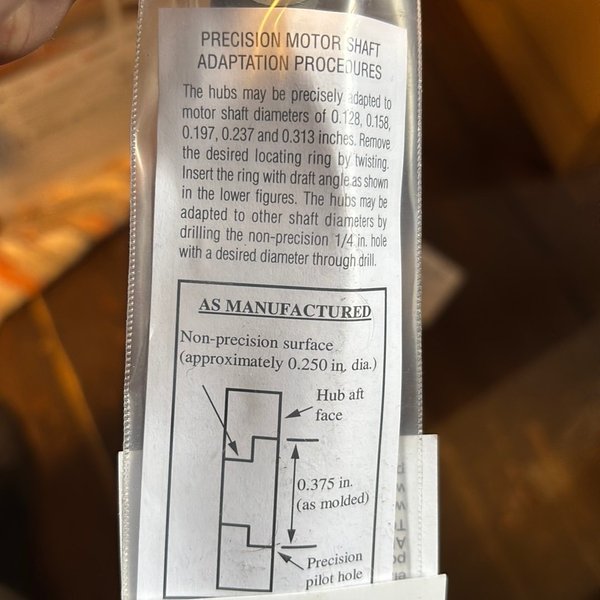 PRECISION MOTOR SHAFT
ADAPTATION PROCEDURES
The hubs may be precisely adapted to
motor shaft diameters of 0.128, 0.158,
0.197, 0.237 and 0.313 inches. Remove
the desired locating ring by twisting.
Insert the ring with draft angle as shown
in the lower figures. The hubs may be
adapted to other shaft diameters by
drilling the non-precision 1/4 in. hole
with a desired diameter through drill.
AS MANUFACTURED
Non-precision surface
(approximately 0.250 in. dia.)
Hub aft
face
0.375 in.
(as molded)
Precision
pilot hole